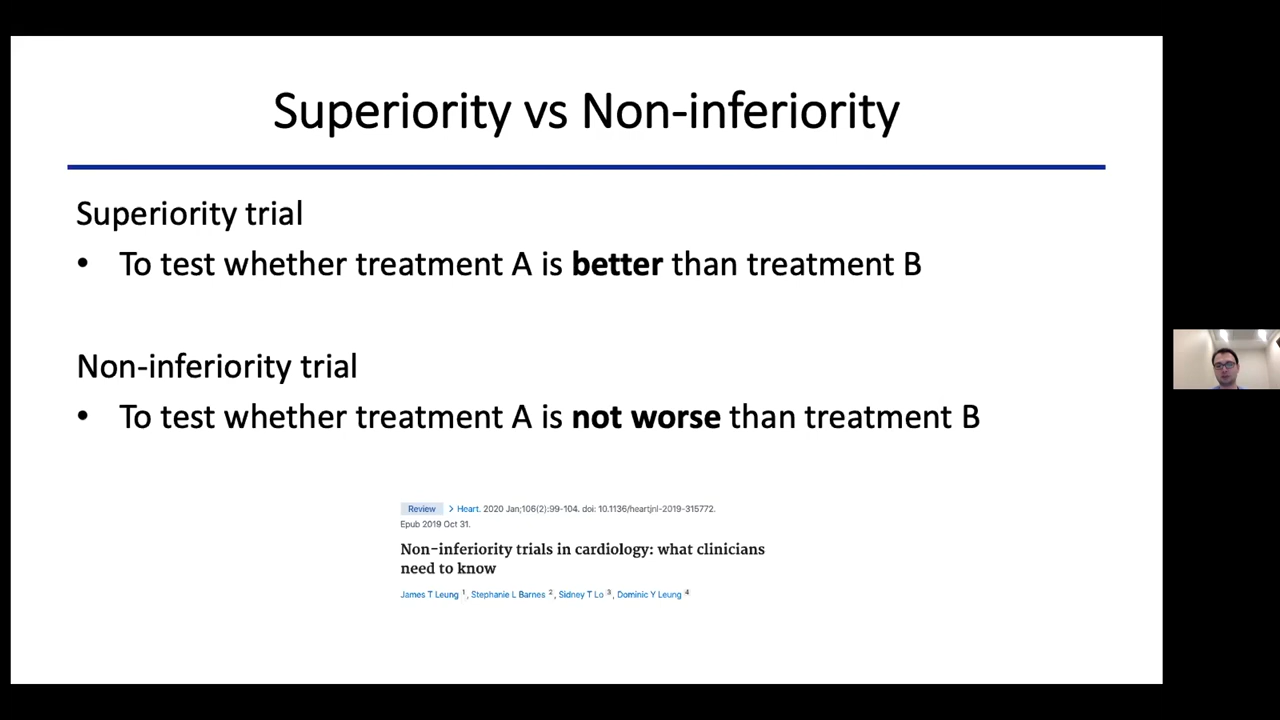 Superiority vs Non-inferiority
Superiority trial
• To test whether treatment A is better than treatment B
Non-inferiority trial
• To test whether treatment A is not worse than treatment B
Review > Heart. 2020 Jan;106(2):99-104. doi: 10.1136/heartjnl-2019-315772.
Epub 2019 Oct 31.
Non-inferiority trials in cardiology: what clinicians
need to know
James T Leung 1, Stephanie L Barnes 2, Sidney T Lo 3, Dominic Y Leung 4